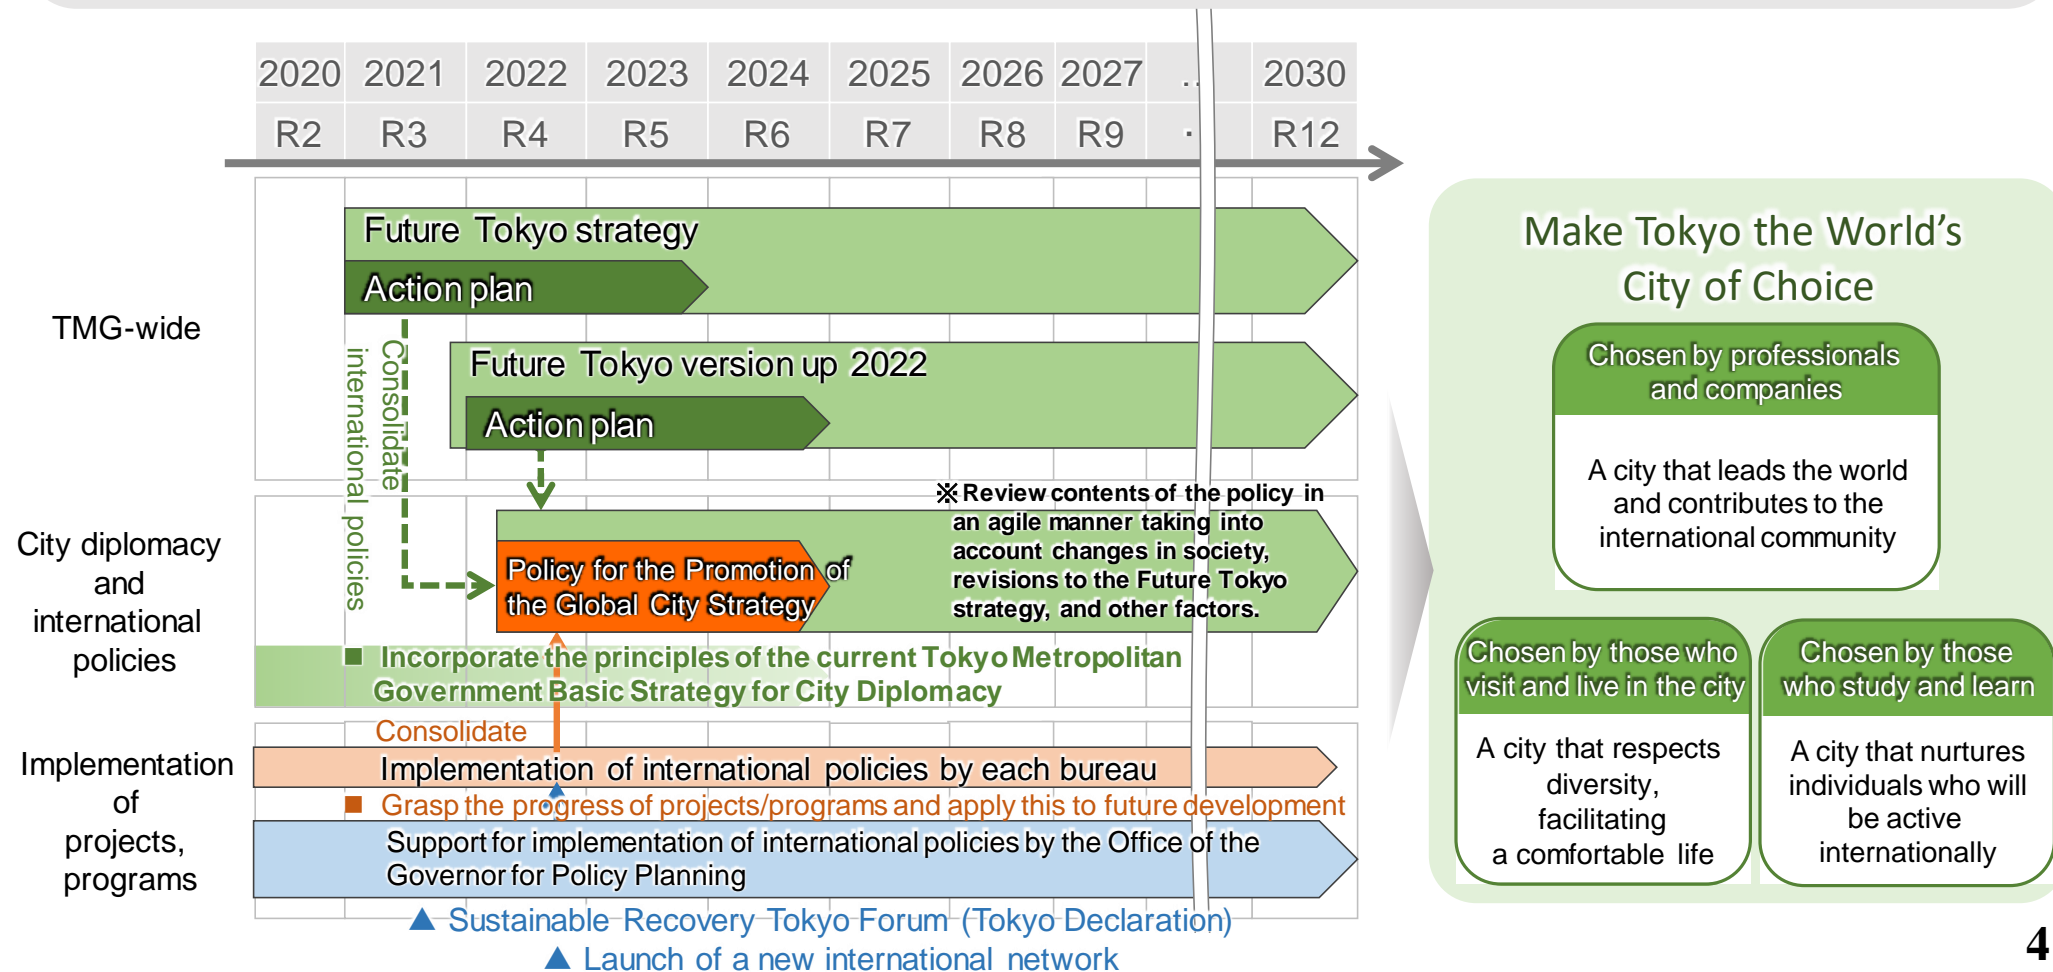 2020 2021 2022 2023 2024 2025 2026 2027 .. 2030
R2 R3 R4 R5 R6 R7 R8 R9 · R12
TMG-wide
Future Tokyo strategy
Action plan
Consolidate
international policies
Future Tokyo version up 2022
Action plan
City diplomacy
and
international
policies
Policy for the Promotion of
the Global City Strategy
※ Review contents of the policy in
an agile manner taking into
account changes in society,
revisions to the Future Tokyo
strategy, and other factors.
■ Incorporate the principles of the current Tokyo Metropolitan
Government Basic Strategy for City Diplomacy
Implementation
of
projects,
programs
Consolidate
Implementation of international policies by each bureau
■ Grasp the progress of projects/programs and apply this to future development
Support for implementation of international policies by the Office of the
Governor for Policy Planning
▲ Sustainable Recovery Tokyo Forum (Tokyo Declaration)
▲ Launch of a new international network
Make Tokyo the World's
City of Choice
Chosen by professionals
and companies
A city that leads the world
and contributes to the
international community
Chosen by those who
visit and live in the city
A city that respects
diversity,
facilitating
a comfortable life
Chosen by those
who study and learn
A city that nurtures
individuals who will
be active
internationally
4